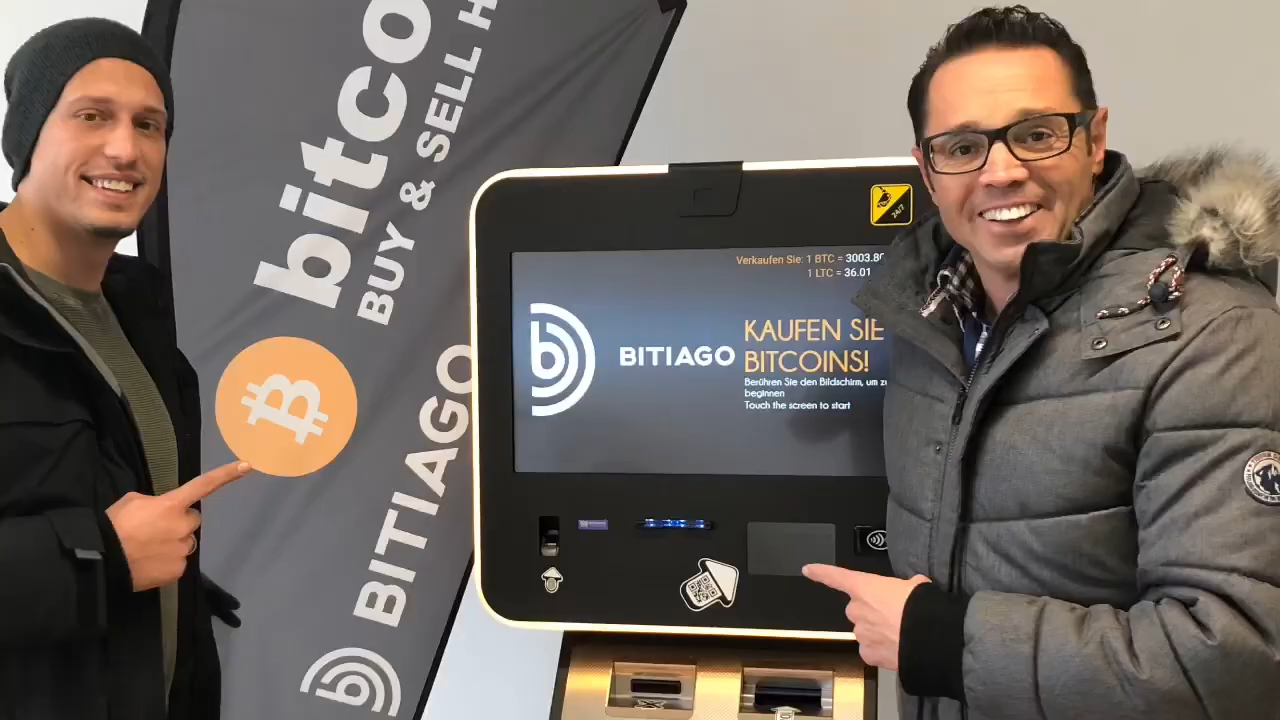 bitco
BUY & SELL H
BITIAGO
24/7
Verkaufen Sie: 1 BTC = 3003.80
1 LTC = 36.01
BITIAGO
KAUFEN SIE
BITCOINS!
Berühren Sie den Bildschirm, um zu
beginnen
Touch the screen to start